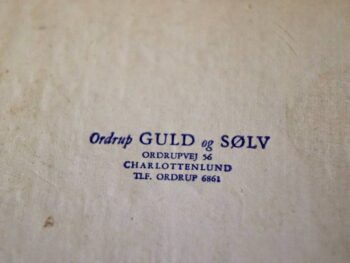 Ordrup GULD og SØLV
ORDRUPVEJ 56
CHARLOTTENLUND
TLF. ORDRUP 6861